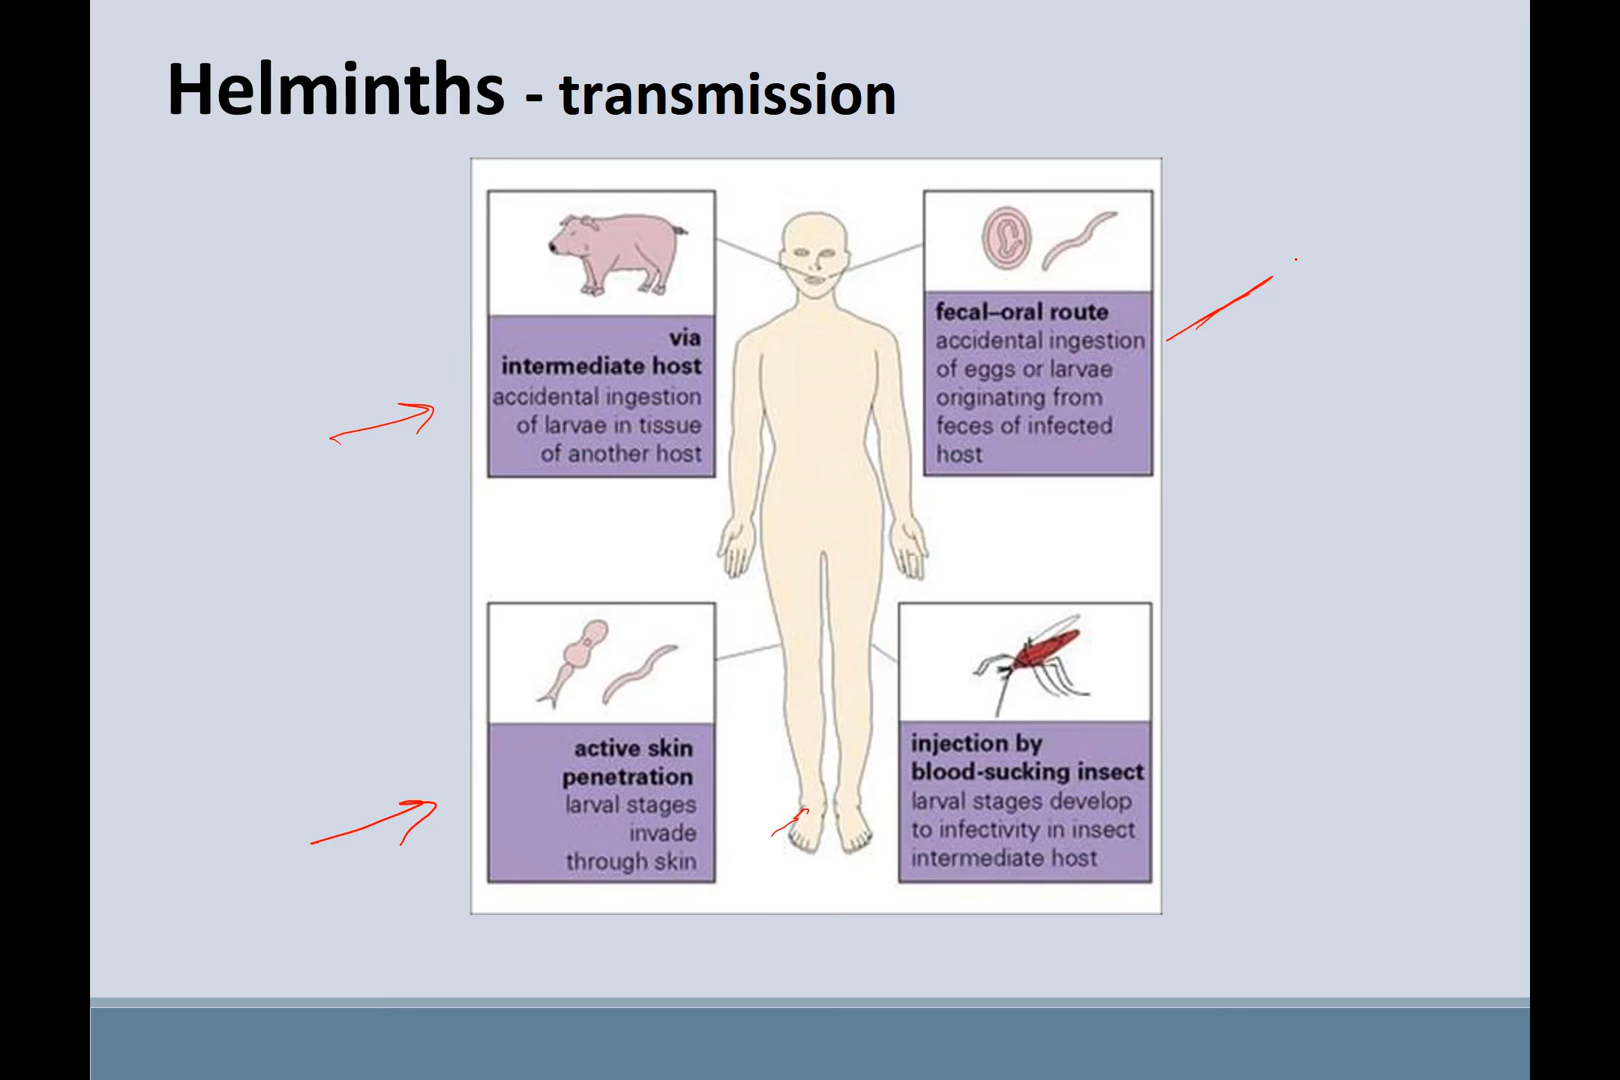 Helminths - transmission
via
intermediate host
accidental ingestion
of larvae in tissue
of another host
fecal–oral route
accidental ingestion
of eggs or larvae
originating from
feces of infected
host
active skin
penetration
larval stages
invade
through skin
injection by
blood-sucking insect
larval stages develop
to infectivity in insect
intermediate host